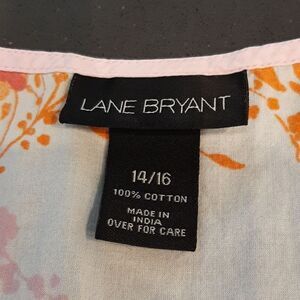 LANE BRYANT
14/16
100% COTTON
MADE IN
INDIA
OVER FOR CARE